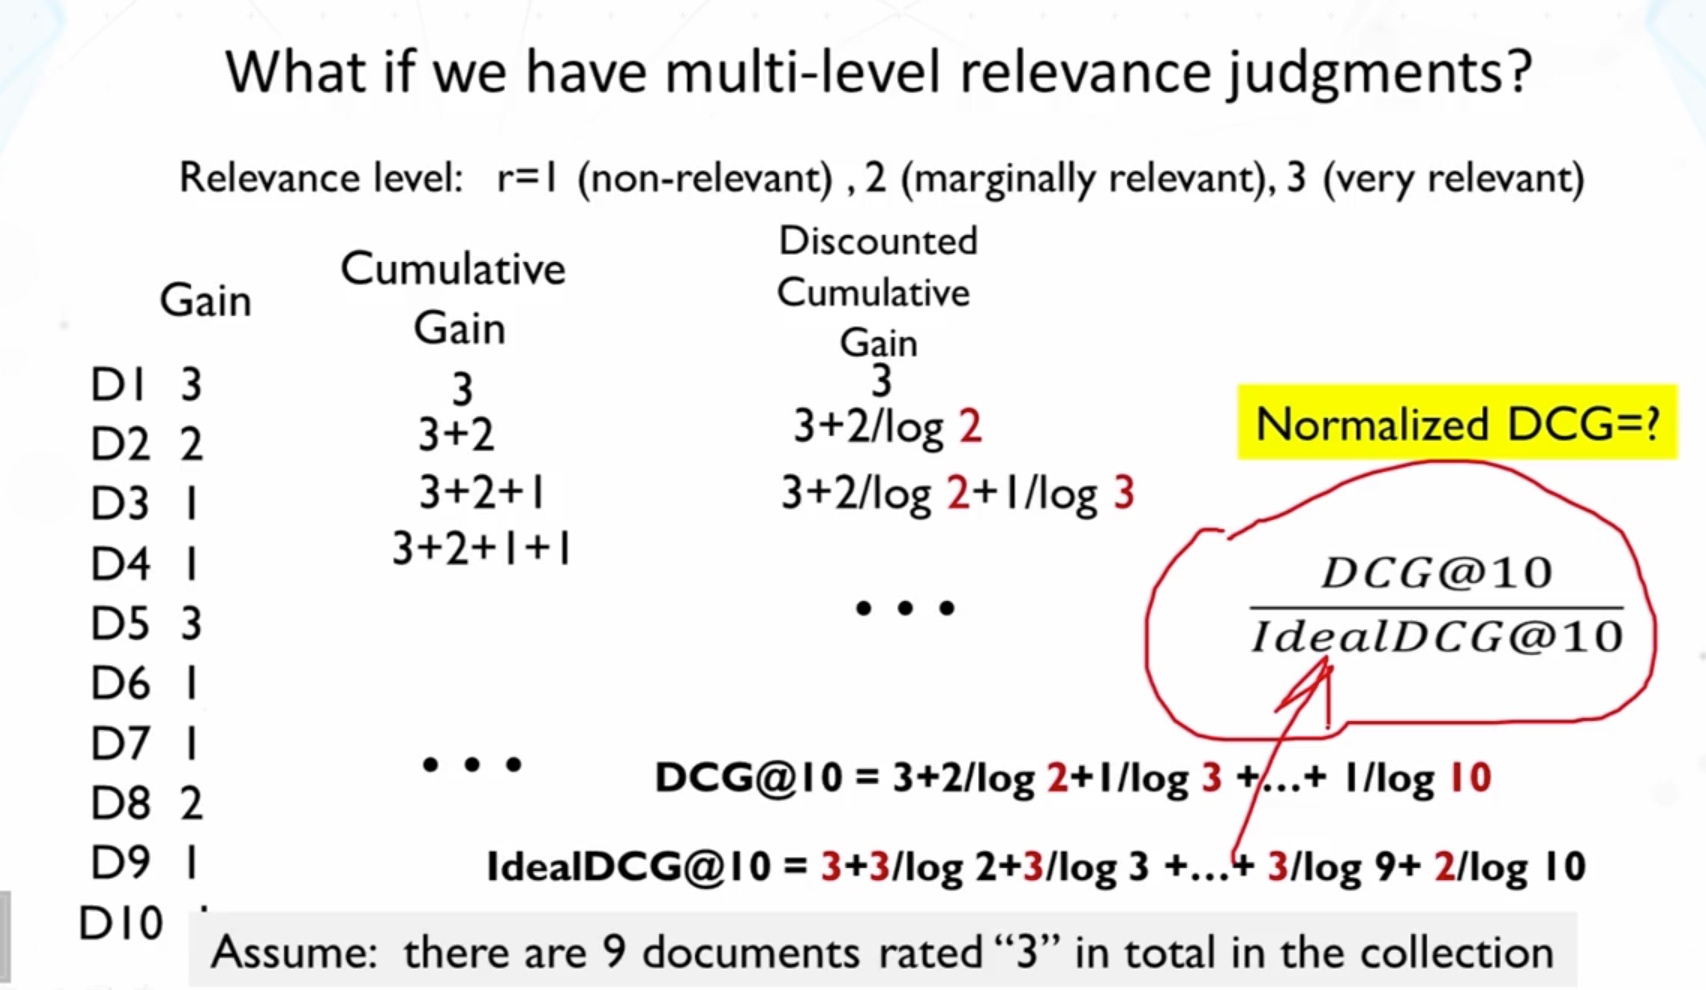 What if we have multi-level relevance judgments?
Relevance level: r=1 (non-relevant) , 2 (marginally relevant), 3 (very relevant)
Gain
Cumulative
Gain
Discounted
Cumulative
Gain
D1 3 3 3
D2 2 3+2 3+2/log 2
D3 1 3+2+1 3+2/log 2+1/log 3
D4 1 3+2+1+1
Normalized DCG=?
DCG@10
IdealDCG@10
• • •
D5 3
D6 1
D7 1 • • •
DCG@10 = 3+2/log 2+1/log 3 +...+ 1/log 10
D8 2
D9 1
IdealDCG@10 = 3+3/log 2+3/log 3 +...+ 3/log 9+ 2/log 10
D10
Assume: there are 9 documents rated “3” in total in the collection